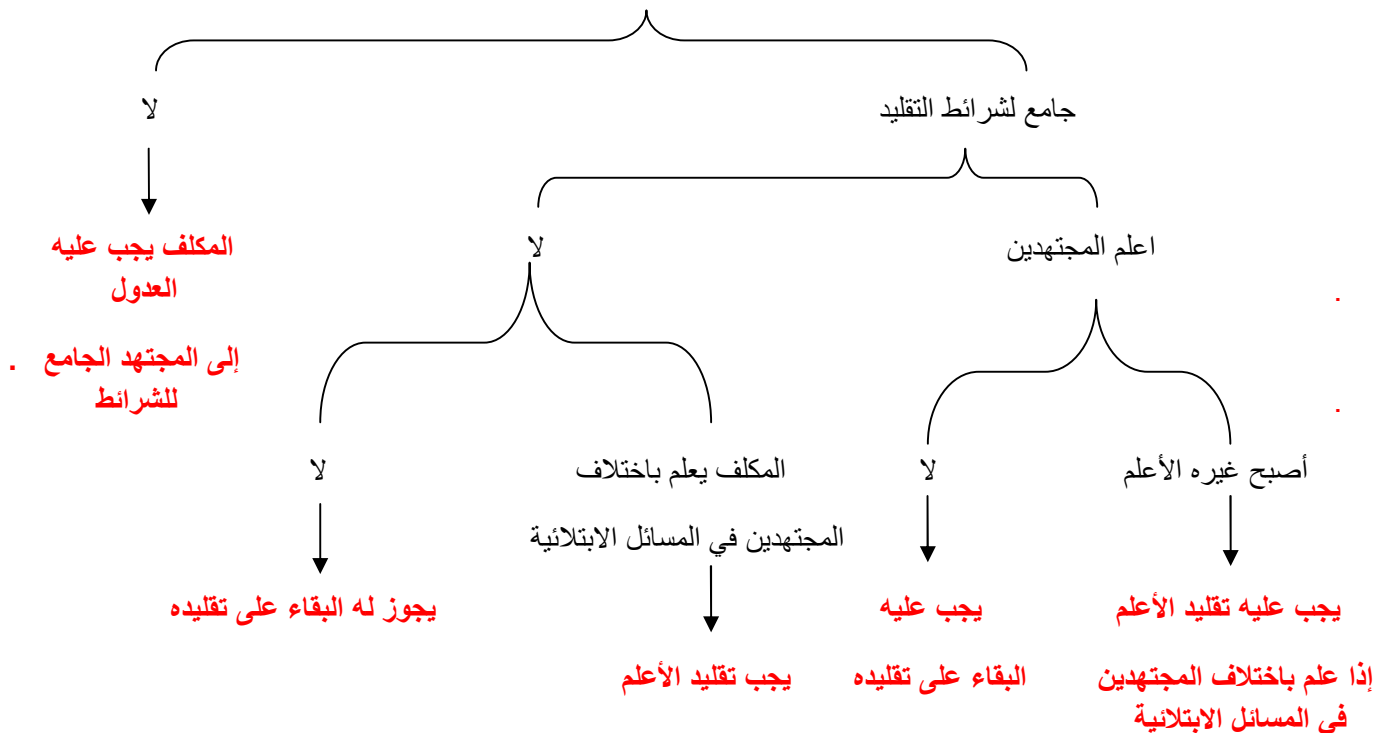 جامع لشرائط التقليد
لا
اعلم المجتهدين
لا
المكلف يجب عليه
العدول
إلى المجتهد الجامع .
للشرائط
.
.
أصبح غيره الأعلم
لا
المكلف يعلم باختلاف
المجتهدين في المسائل الابتلائية
لا
يجب عليه تقليد الأعلم
إذا علم باختلاف المجتهدين
في المسائل الابتلائية
يجب عليه
البقاء على تقليده
يجب تقليد الأعلم
يجوز له البقاء على تقليده